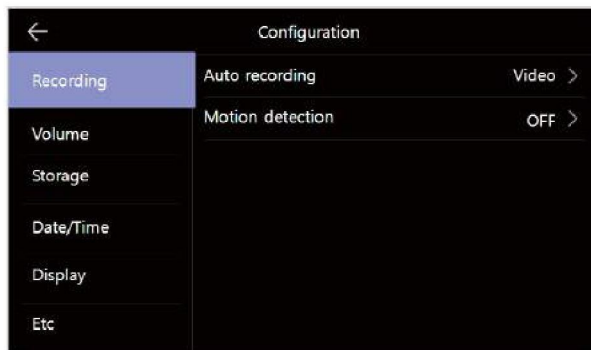 Configuration
Recording
Auto recording Video >
Motion detection OFF >
Volume
Storage
Date/Time
Display
Etc